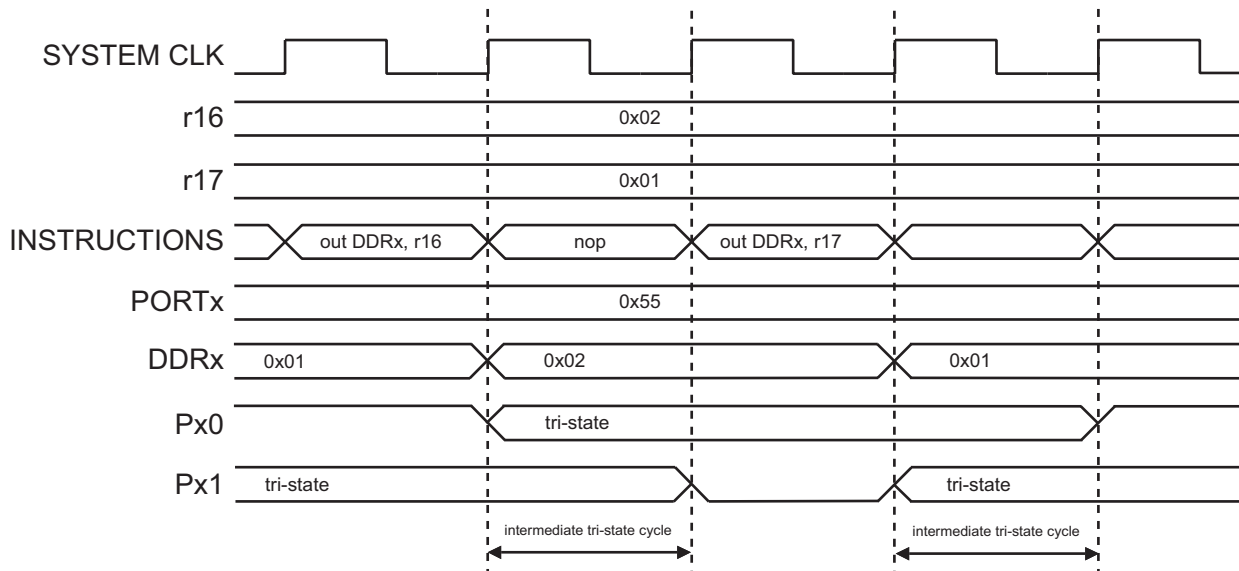 SYSTEM CLK
r16 0x02
r17 0x01
INSTRUCTIONS out DDRx, r16 nop out DDRx, r17
PORTx 0x55
DDRx 0x01 0x02 0x01
Px0 tri-state
Px1 tri-state tri-state
intermediate tri-state cycle intermediate tri-state cycle